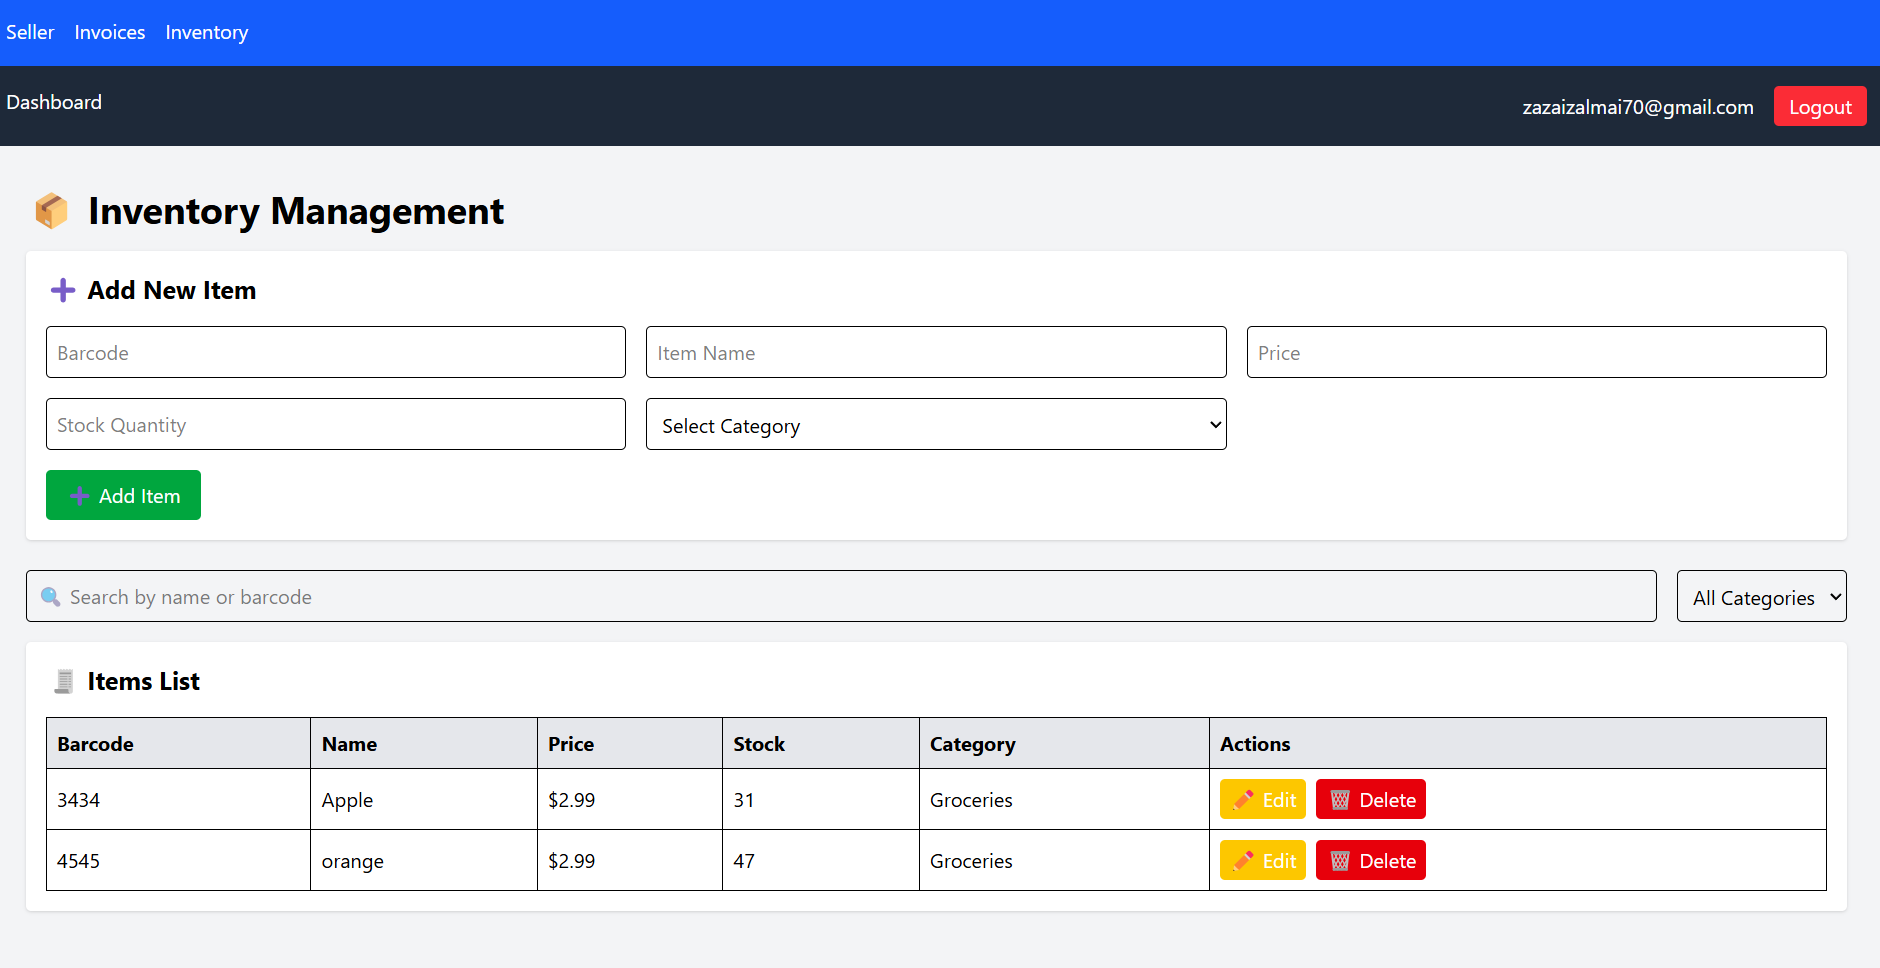 Seller Invoices Inventory
Dashboard
zazaizalmai70@gmail.com Logout
Inventory Management
Add New Item
Barcode Item Name Price
Stock Quantity Select Category
Add Item
Search by name or barcode All Categories
Items List
Barcode Name Price Stock Category Actions
3434 Apple $2.99 31 Groceries Edit Delete
4545 orange $2.99 47 Groceries Edit Delete